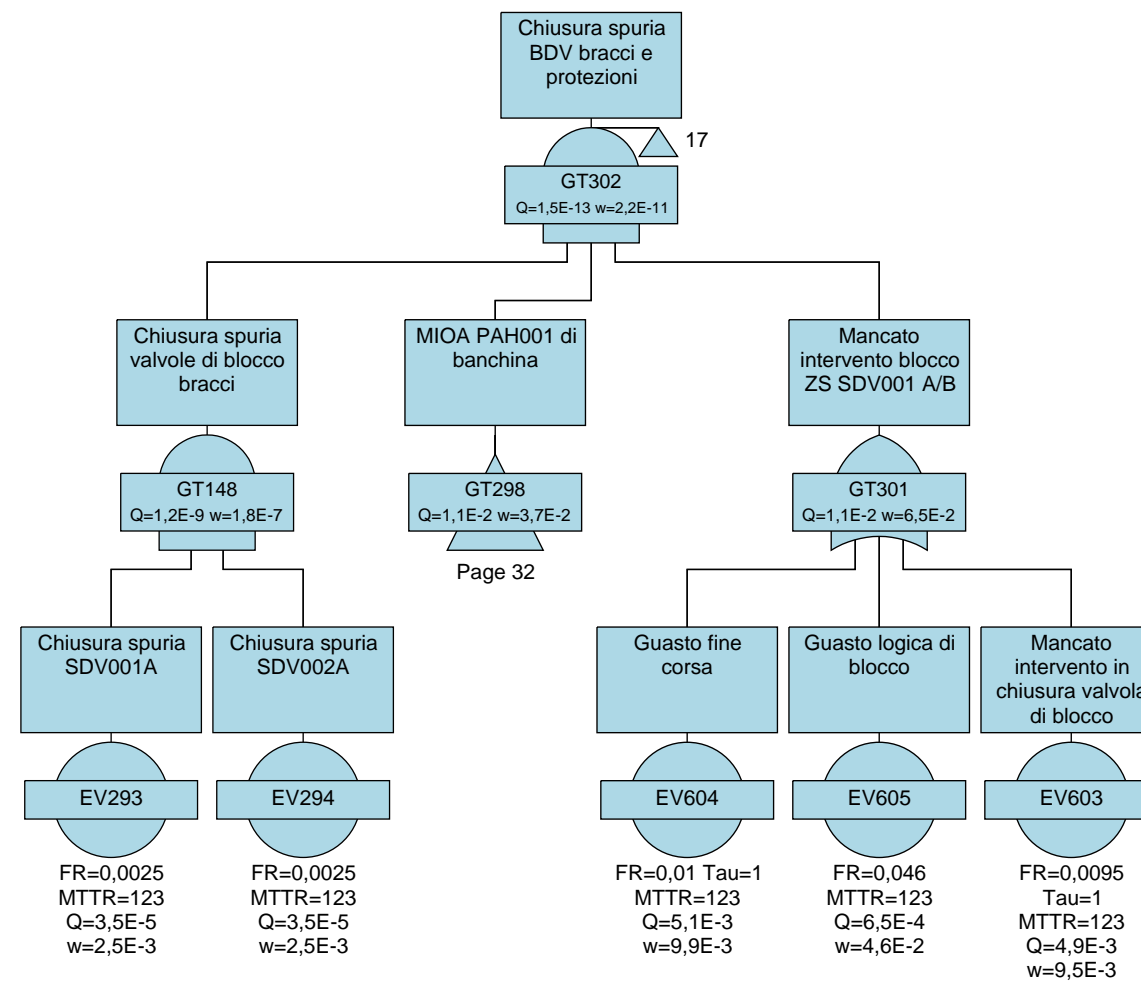 Chiusura spuria
BDV bracci e
protezioni
17
GT302
Q=1,5E-13 w=2,2E-11
Chiusura spuria
valvole di blocco
bracci
GT148
Q=1,2E-9 w=1,8E-7
MIOA PAH001 di
banchina
GT298
Q=1,1E-2 w=3,7E-2
Page 32
Mancato
intervento blocco
ZS SDV001 A/B
GT301
Q=1,1E-2 w=6,5E-2
Chiusura spuria
SDV001A
EV293
FR=0,0025
MTTR=123
Q=3,5E-5
w=2,5E-3
Chiusura spuria
SDV002A
EV294
FR=0,0025
MTTR=123
Q=3,5E-5
w=2,5E-3
Guasto fine
corsa
EV604
FR=0,01 Tau=1
MTTR=123
Q=5,1E-3
w=9,9E-3
Guasto logica di
blocco
EV605
FR=0,046
MTTR=123
Q=6,5E-4
w=4,6E-2
Mancato
intervento in
chiusura valvola
di blocco
EV603
FR=0,0095
Tau=1
MTTR=123
Q=4,9E-3
w=9,5E-3